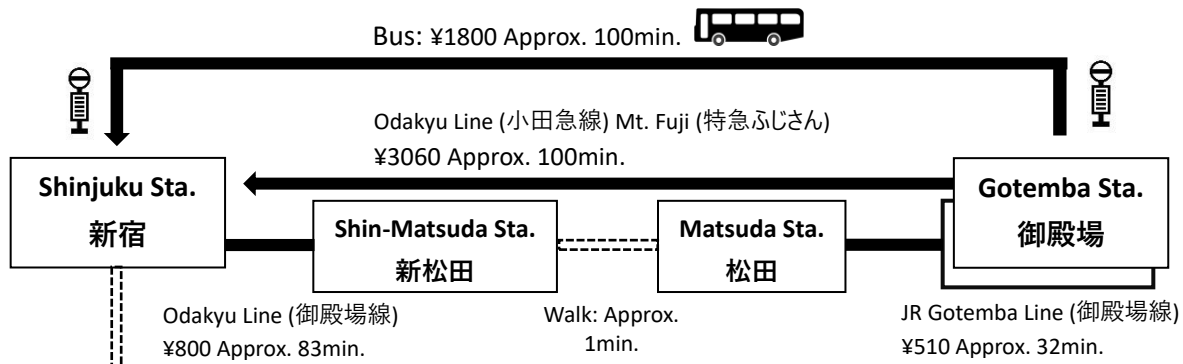 Bus: ¥1800 Approx. 100min.
Odakyu Line (小田急線) Mt. Fuji (特急ふじさん)
¥3060 Approx. 100min.
Shinjuku Sta.
新宿
Shin-Matsuda Sta.
新松田
Matsuda Sta.
松田
Gotemba Sta.
御殿場
Odakyu Line (御殿場線)
¥800 Approx. 83min.
Walk: Approx.
1min.
JR Gotemba Line (御殿場線)
¥510 Approx. 32min.